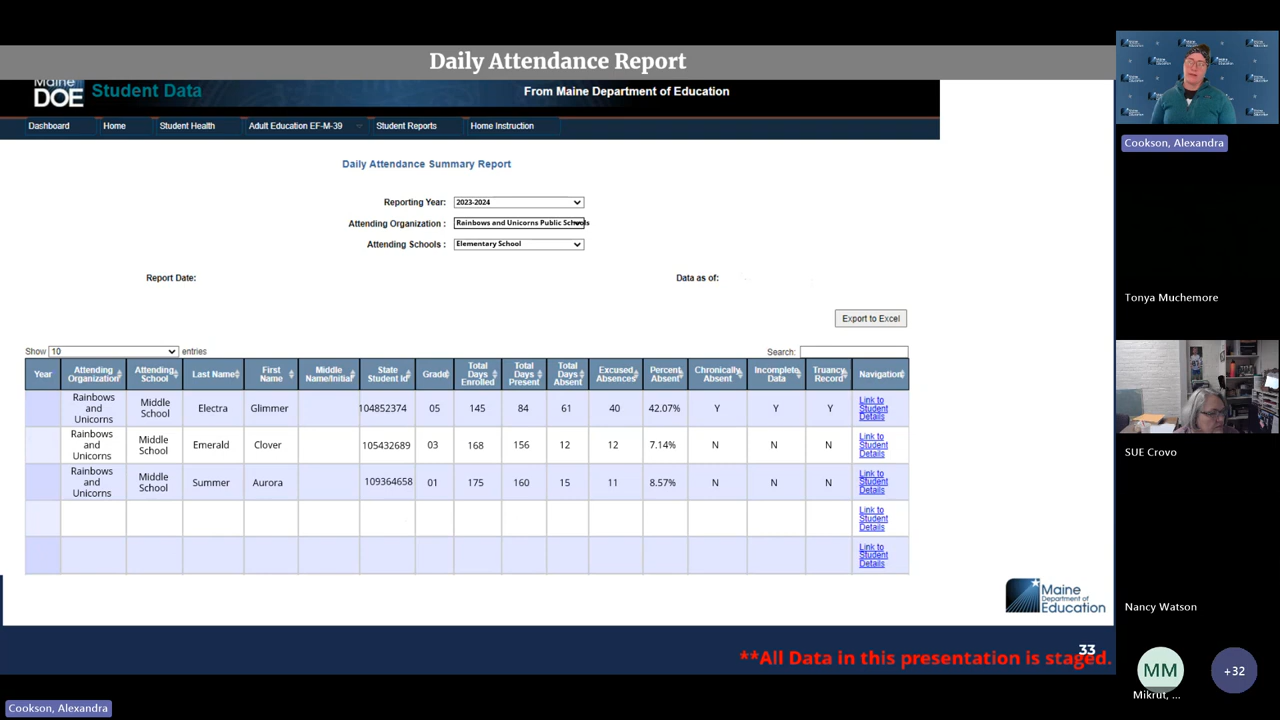 Daily Attendance Report
Maine
DOE Student Data
From Maine Department of Education
Dashboard Home Student Health Adult Education EF-M-39 Student Reports Home Instruction
Daily Attendance Summary Report
Reporting Year: 2023-2024
Attending Organization : Rainbows and Unicorns Public Schools
Attending Schools : Elementary School
Report Date: Data as of:
Export to Excel
Show 10 entries Search:
Year Attending Organization Attending School Last Name First Name Middle Name/Initial State Student Id Grade Total Days Enrolled Total Days Present Total Days Absent Excused Absences Percent Absent Chronically Absent Incomplete Data Truancy Record Navigation
Rainbows and Unicorns Middle School Electra Glimmer 104852374 05 145 84 61 40 42.07% Y Y Y Link to Student Details
Rainbows and Unicorns Middle School Emerald Clover 105432689 03 168 156 12 12 7.14% N N N Link to Student Details
Rainbows and Unicorns Middle School Summer Aurora 109364658 01 175 160 15 11 8.57% N N N Link to Student Details
Link to Student Details
Link to Student Details
Maine
Department of
Education
33
**All Data in this presentation is staged.
Cookson, Alexandra
Cookson, Alexandra
Tonya Muchemore
SUE Crovo
Nancy Watson
MM
Mikrut, ...
+32